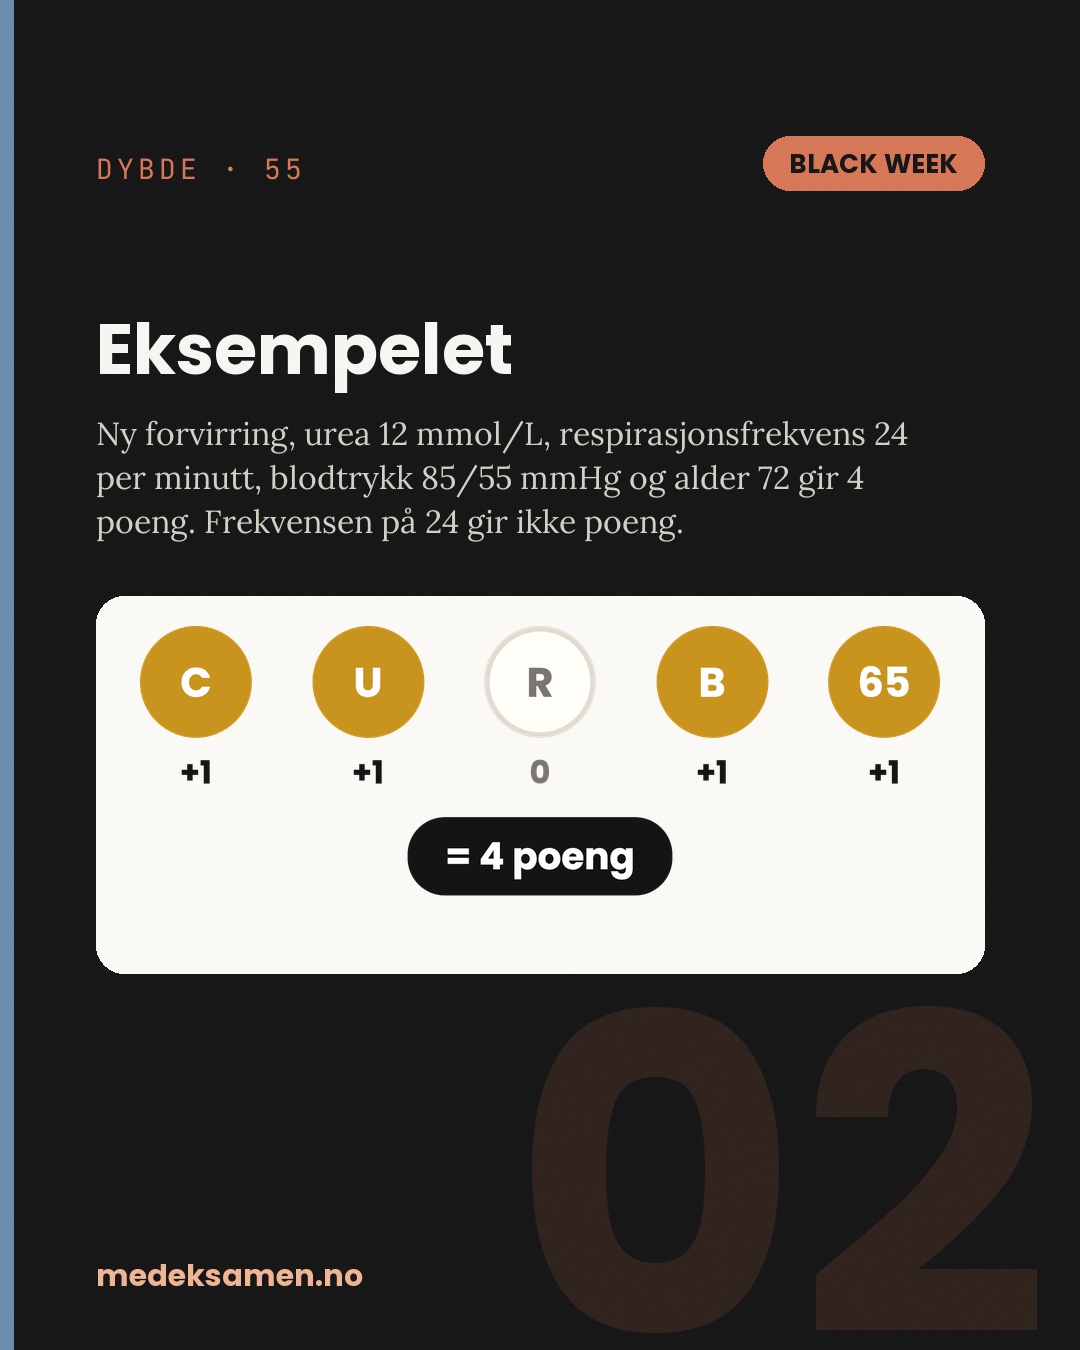 DYBDE · 55
BLACK WEEK
Eksempelet
Ny forvirring, urea 12 mmol/L, respirasjonsfrekvens 24
per minutt, blodtrykk 85/55 mmHg og alder 72 gir 4
poeng. Frekvensen på 24 gir ikke poeng.
C U R B 65
+1 +1 0 +1 +1
= 4 poeng
02
medeksamen.no